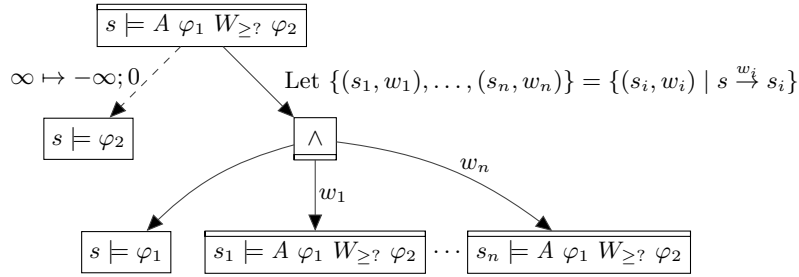 s ⊨ A φ₁ W≥? φ₂
∞ ↦ −∞; 0
Let {(s₁, w₁), …, (sₙ, wₙ)} = {(sᵢ, wᵢ) | s →^{wᵢ} sᵢ}
s ⊨ φ₂
∧
w₁
wₙ
s ⊨ φ₁
s₁ ⊨ A φ₁ W≥? φ₂ ⋯ sₙ ⊨ A φ₁ W≥? φ₂